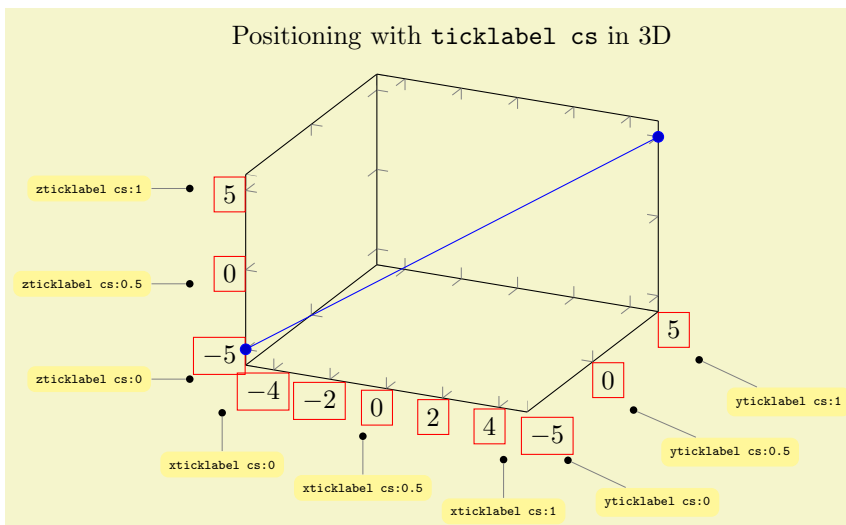 Positioning with ticklabel cs in 3D
zticklabel cs:1
5
zticklabel cs:0.5
0
zticklabel cs:0
−5
−4
−2
0
2
4
−5
0
5
xticklabel cs:0
xticklabel cs:0.5
xticklabel cs:1
yticklabel cs:0
yticklabel cs:0.5
yticklabel cs:1